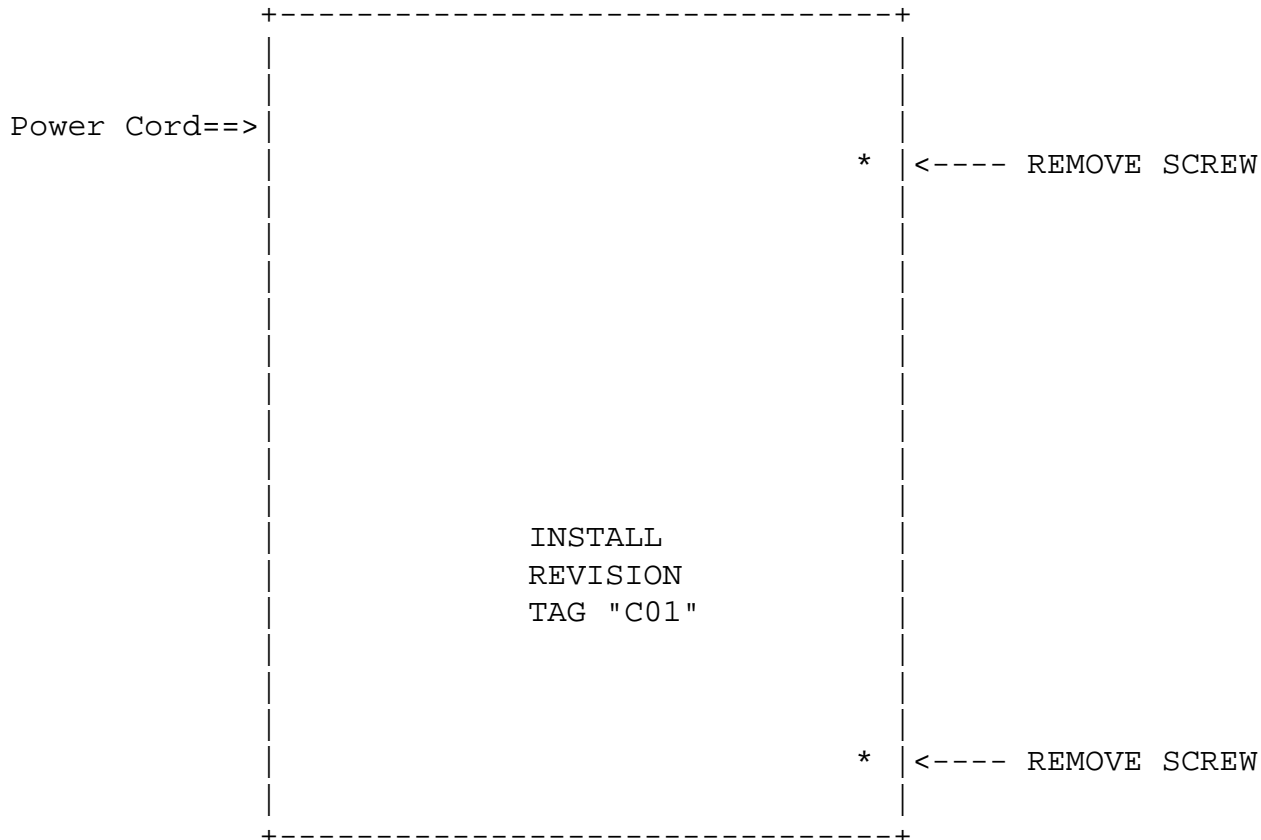 Power Cord==>
* <---- REMOVE SCREW
INSTALL
REVISION
TAG "C01"
* <---- REMOVE SCREW